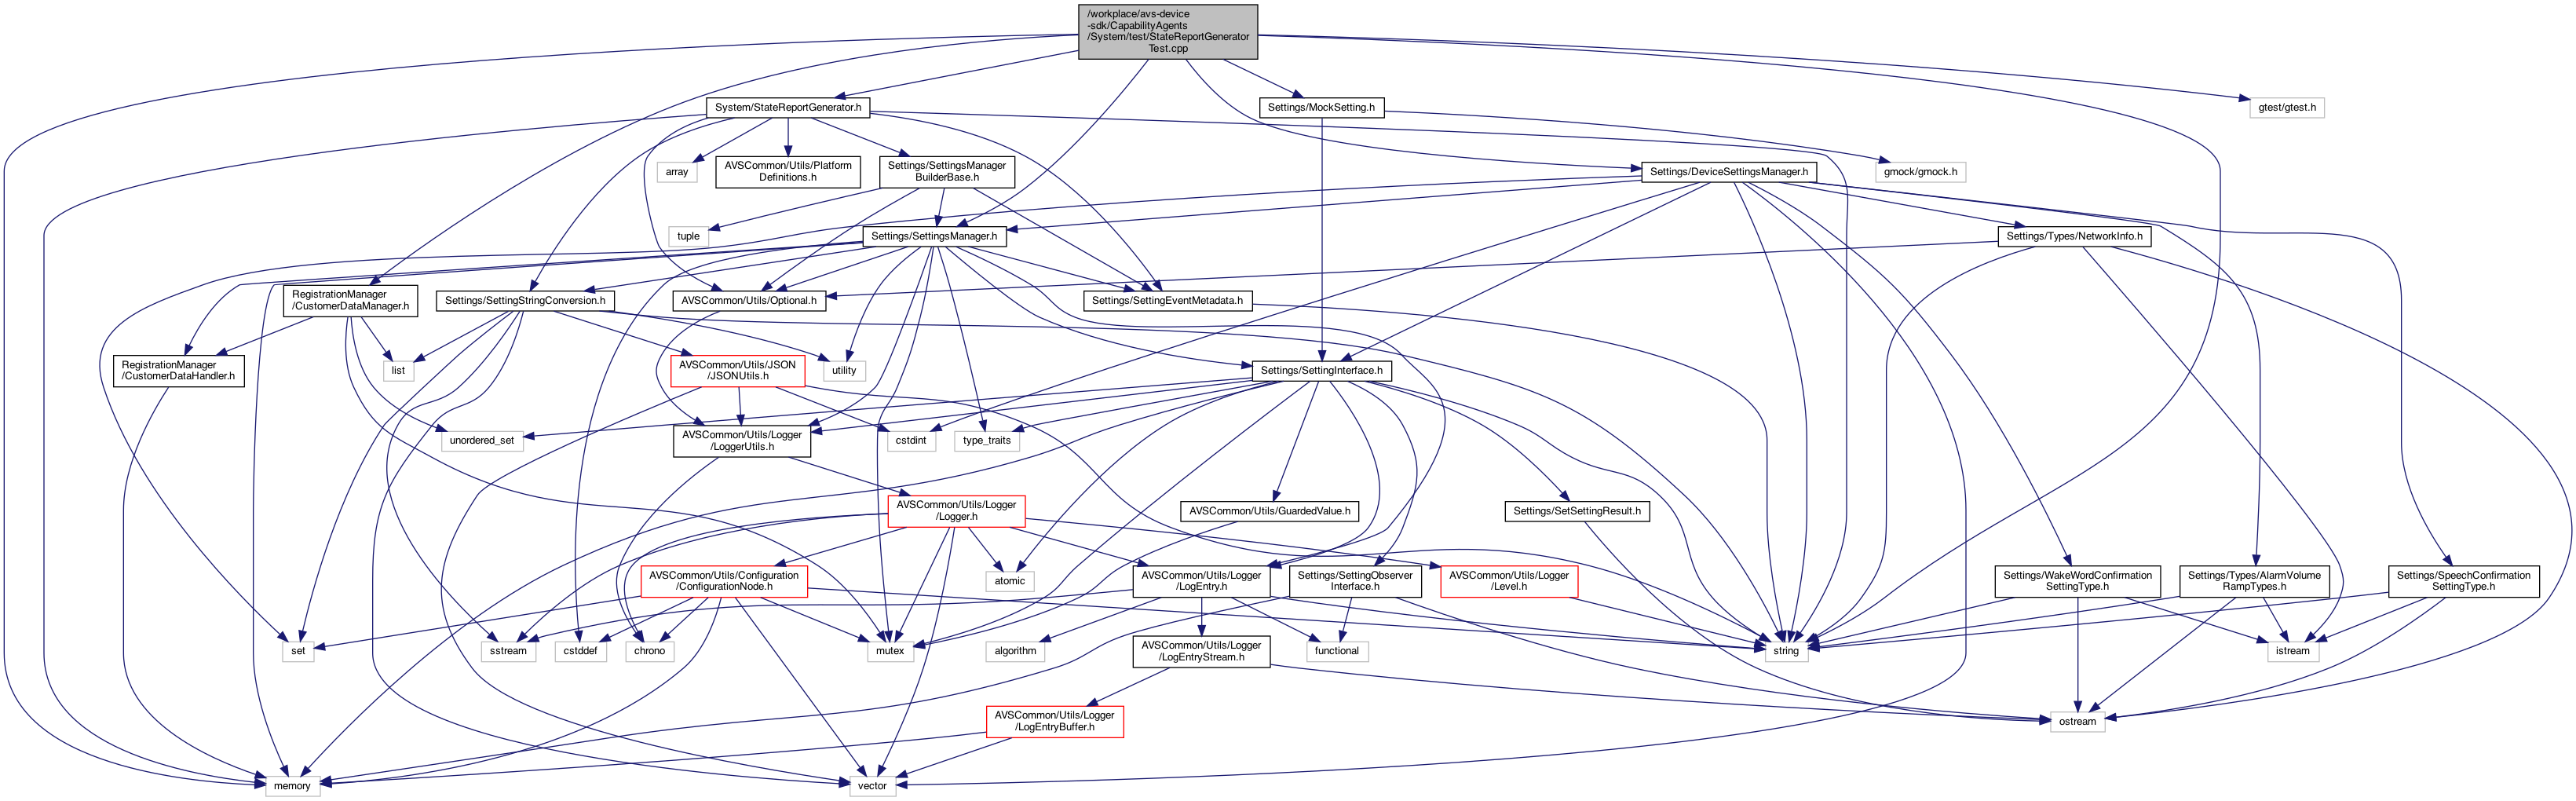 /workplace/avs-device
-sdk/CapabilityAgents
/System/test/StateReportGenerator
Test.cpp
System/StateReportGenerator.h
Settings/MockSetting.h
gtest/gtest.h
array
AVSCommon/Utils/Platform
Definitions.h
Settings/SettingsManager
BuilderBase.h
Settings/DeviceSettingsManager.h
gmock/gmock.h
tuple
Settings/SettingsManager.h
Settings/Types/NetworkInfo.h
RegistrationManager
/CustomerDataManager.h
Settings/SettingStringConversion.h
AVSCommon/Utils/Optional.h
Settings/SettingEventMetadata.h
RegistrationManager
/CustomerDataHandler.h
list
AVSCommon/Utils/JSON
/JSONUtils.h
utility
Settings/SettingInterface.h
unordered_set
AVSCommon/Utils/Logger
/LoggerUtils.h
cstdint
type_traits
AVSCommon/Utils/Logger
/Logger.h
AVSCommon/Utils/GuardedValue.h
Settings/SetSettingResult.h
AVSCommon/Utils/Configuration
/ConfigurationNode.h
atomic
AVSCommon/Utils/Logger
/LogEntry.h
Settings/SettingObserver
Interface.h
AVSCommon/Utils/Logger
/Level.h
Settings/WakeWordConfirmation
SettingType.h
Settings/Types/AlarmVolume
RampTypes.h
Settings/SpeechConfirmation
SettingType.h
set
sstream
cstddef
chrono
mutex
algorithm
AVSCommon/Utils/Logger
/LogEntryStream.h
functional
string
istream
AVSCommon/Utils/Logger
/LogEntryBuffer.h
ostream
memory
vector